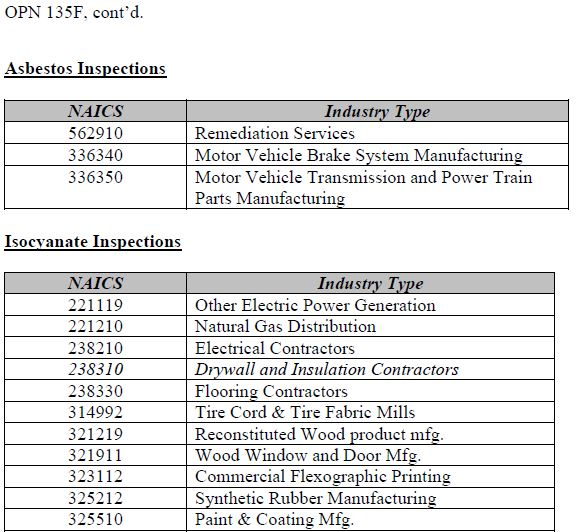 OPN 135F, cont'd.
Asbestos Inspections
NAICS Industry Type
562910 Remediation Services
336340 Motor Vehicle Brake System Manufacturing
336350 Motor Vehicle Transmission and Power Train
Parts Manufacturing
Isocyanate Inspections
NAICS Industry Type
221119 Other Electric Power Generation
221210 Natural Gas Distribution
238210 Electrical Contractors
238310 Drywall and Insulation Contractors
238330 Flooring Contractors
314992 Tire Cord & Tire Fabric Mills
321219 Reconstituted Wood product mfg.
321911 Wood Window and Door Mfg.
323112 Commercial Flexographic Printing
325212 Synthetic Rubber Manufacturing
325510 Paint & Coating Mfg.